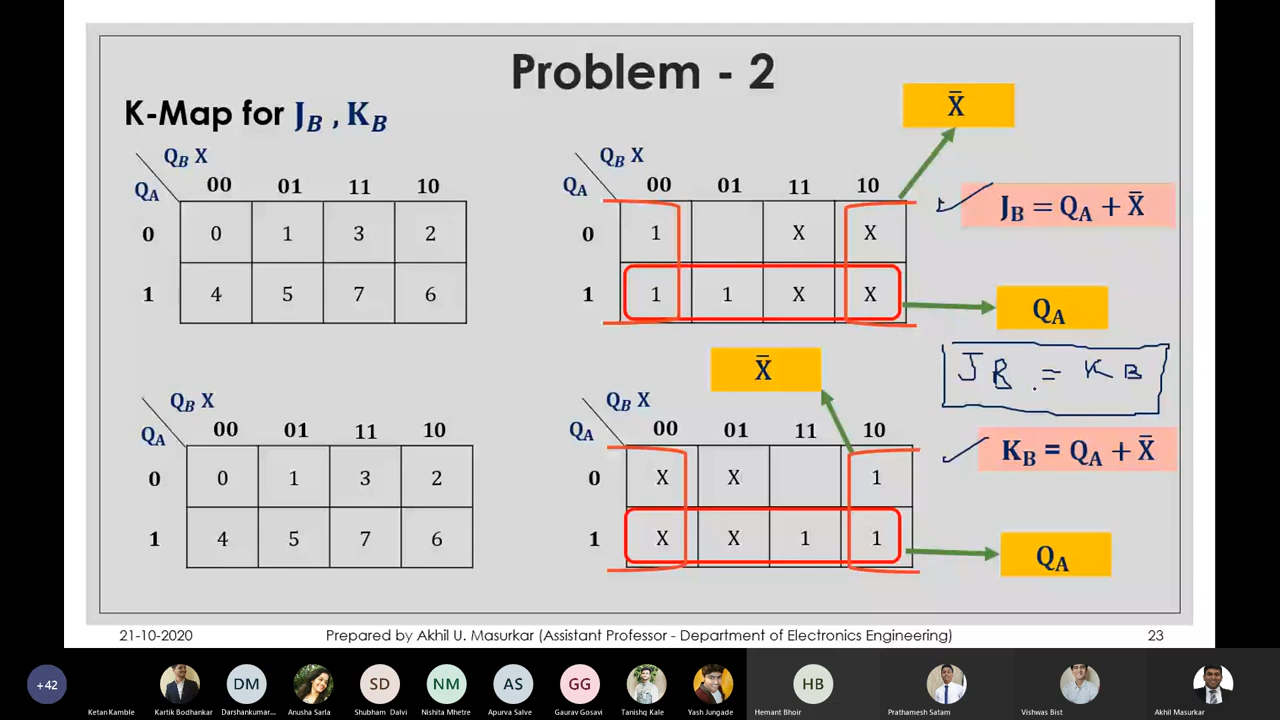 Problem - 2
K-Map for J_B , K_B
Q_B X
Q_A
00 01 11 10
0 0 1 3 2
1 4 5 7 6
Q_B X
Q_A
00 01 11 10
0 1 X X
1 1 1 X X
X̄
J_B = Q_A + X̄
Q_A
J B = K B
Q_B X
Q_A
00 01 11 10
0 0 1 3 2
1 4 5 7 6
X̄
Q_B X
Q_A
00 01 11 10
0 X X 1
1 X X 1 1
K_B = Q_A + X̄
Q_A
21-10-2020 Prepared by Akhil U. Masurkar (Assistant Professor - Department of Electronics Engineering) 23
+42 DM SD NM AS GG HB
Ketan Kamble Kartik Bodhankar Darshankumar... Anusha Sarla Shubham Dalvi Nishita Mhetre Apurva Salve Gaurav Gosavi Tanishq Kale Yash Jungade Hemant Bhoir Prathamesh Satam Vishwas Bist Akhil Masurkar